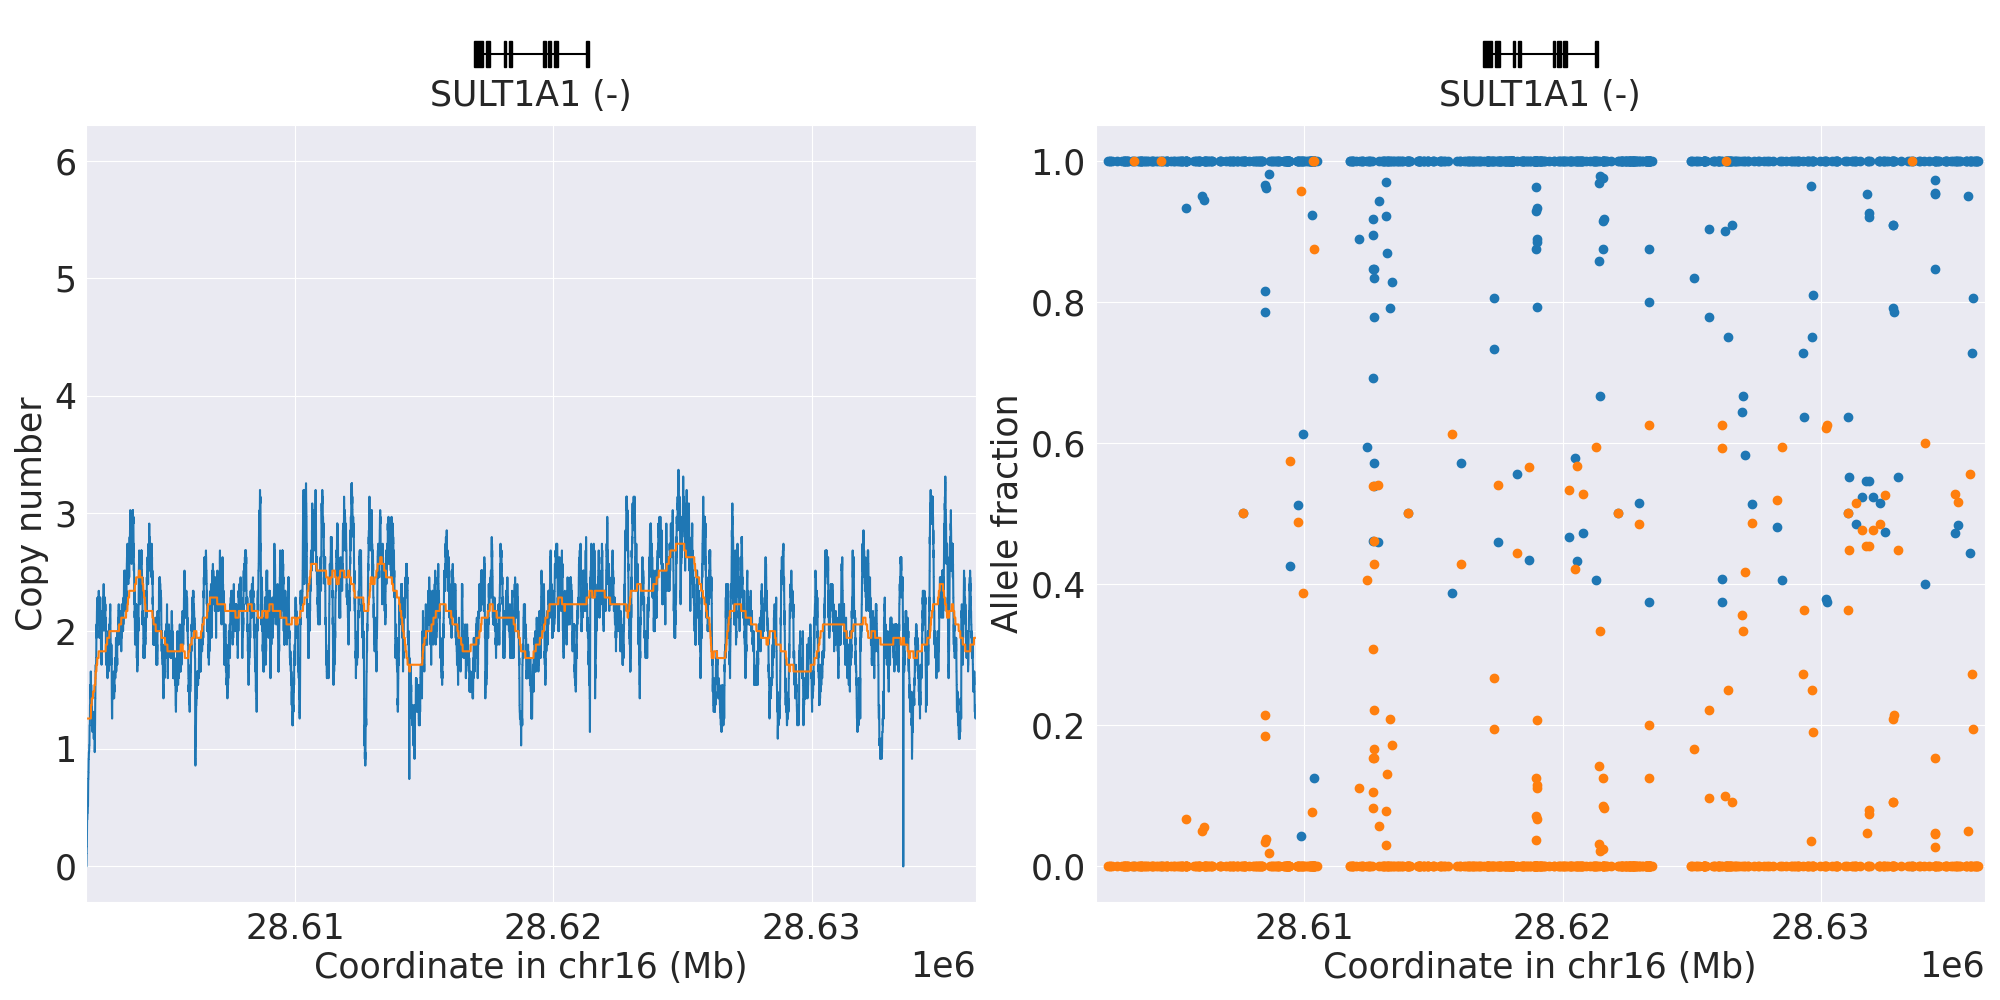 SULT1A1 (-)
SULT1A1 (-)
Copy number
6
5
4
3
2
1
0
28.61
28.62
28.63
Coordinate in chr16 (Mb)
1e6
Allele fraction
1.0
0.8
0.6
0.4
0.2
0.0
28.61
28.62
28.63
Coordinate in chr16 (Mb)
1e6